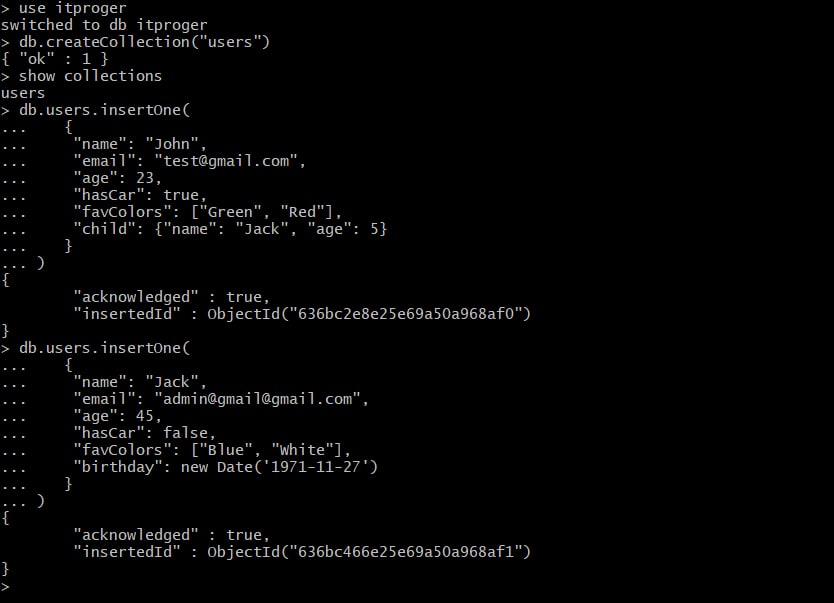 > use itproger
switched to db itproger
> db.createCollection("users")
{ "ok" : 1 }
> show collections
users
> db.users.insertOne(
...    {
...     "name": "John",
...     "email": "test@gmail.com",
...     "age": 23,
...     "hasCar": true,
...     "favColors": ["Green", "Red"],
...     "child": {"name": "Jack", "age": 5}
...    }
... )
{
        "acknowledged" : true,
        "insertedId" : ObjectId("636bc2e8e25e69a50a968af0")
}
> db.users.insertOne(
...    {
...     "name": "Jack",
...     "email": "admin@gmail@gmail.com",
...     "age": 45,
...     "hasCar": false,
...     "favColors": ["Blue", "White"],
...     "birthday": new Date('1971-11-27')
...    }
... )
{
        "acknowledged" : true,
        "insertedId" : ObjectId("636bc466e25e69a50a968af1")
}
>